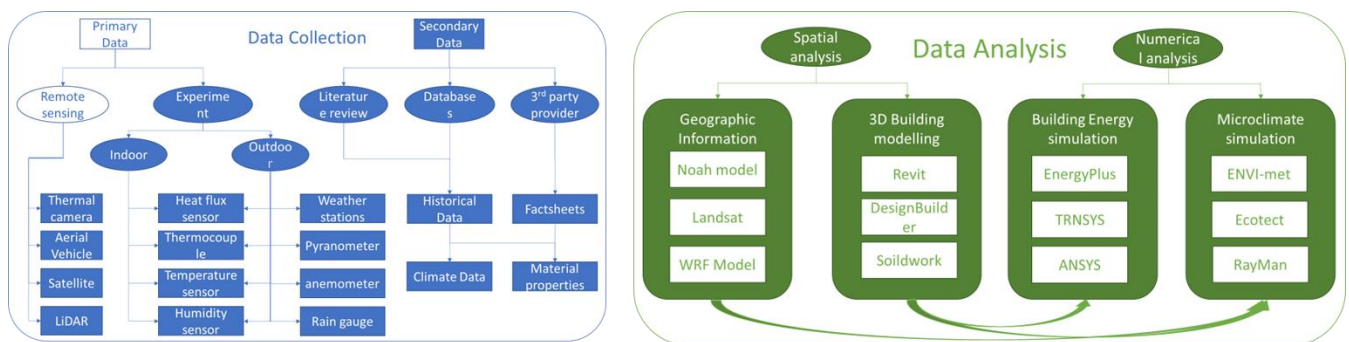 Primary
Data
Data Collection
Secondary
Data
Remote
sensing
Experime
nt
Literatur
e review
Database
s
3rd party
provider
Indoor
Outdoo
r
Thermal
camera
Heat flux
sensor
Weather
stations
Historical
Data
Factsheets
Aerial
Vehicle
Thermocoup
le
Pyranometer
Satellite
Temperature
sensor
anemometer
Climate Data
Material
properties
LiDAR
Humidity
sensor
Rain gauge
Spatial
analysis
Data Analysis
Numerica
l analysis
Geographic
Information
Noah model
Landsat
WRF Model
3D Building
modelling
Revit
DesignBuild
er
Soildwork
Building Energy
simulation
EnergyPlus
TRNSYS
ANSYS
Microclimate
simulation
ENVI-met
Ecotect
RayMan